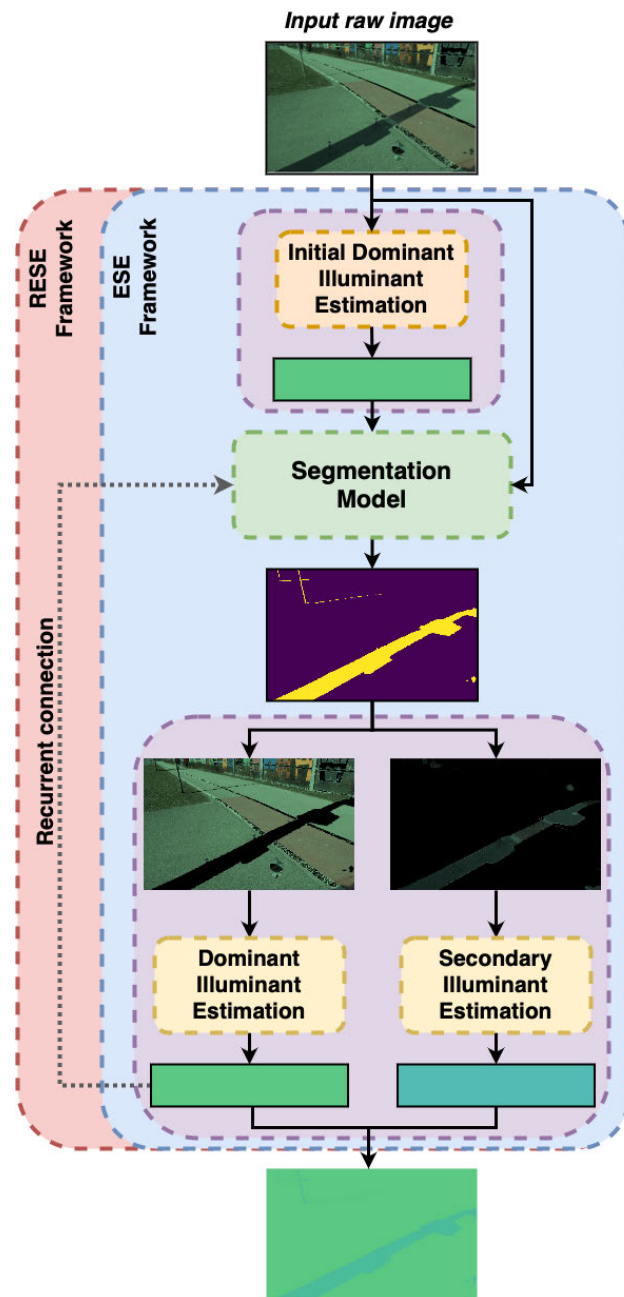 Input raw image
RESE
Framework
ESE
Framework
Initial Dominant
Illuminant
Estimation
Segmentation
Model
Recurrent connection
Dominant
Illuminant
Estimation
Secondary
Illuminant
Estimation